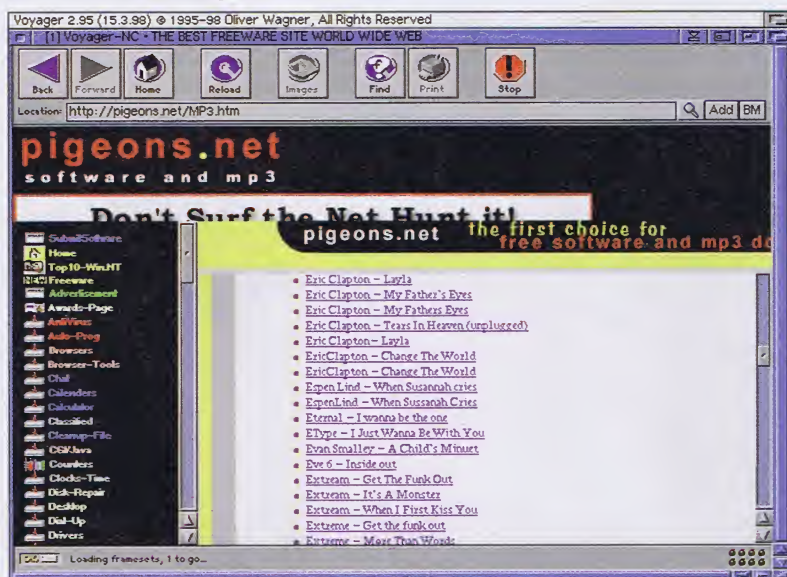 Voyager 2.95 (15.3.98) © 1995-98 Oliver Wagner, All Rights Reserved
[1] Voyager-NC • THE BEST FREEWARE SITE WORLD WIDE WEB
Back Forward Home Reload Images Find Print Stop
Location: http://pigeons.net/MP3.htm Add BM
pigeons.net
software and mp3
Don't Surf the Net Hunt it!
pigeons.net the first choice for
free software and mp3 do
SubmitSoftware
Home
Top10-Win.NT
NEW Freeware
Advertisement
Awards-Page
AntiVirus
Auto-Prog
Browsers
Browser-Tools
Chat
Calenders
Calculator
Classified
Cleanup-File
CGI/Java
Counters
Clocks-Time
Disk-Repair
Desktop
Dial-Up
Drivers
Eric Clapton – Layla
Eric Clapton – My Father's Eyes
Eric Clapton – My Fathers Eyes
Eric Clapton – Tears In Heaven (unplugged)
Eric Clapton– Layla
EricClapton – Change The World
EricClapton – Change The World
Espen Lind – When Susannah cries
EspenLind – When Sussanah Cries
Eternal – I wanna be the one
EType – I Just Wanna Be With You
Evan Smalley – A Child's Minuet
Eve 6 – Inside out
Extream – Get The Funk Out
Extream – It's A Monster
Extream – When I First Kiss You
Extreme – Get the funk out
Extreme – More Than Words
Loading framesets, 1 to go...